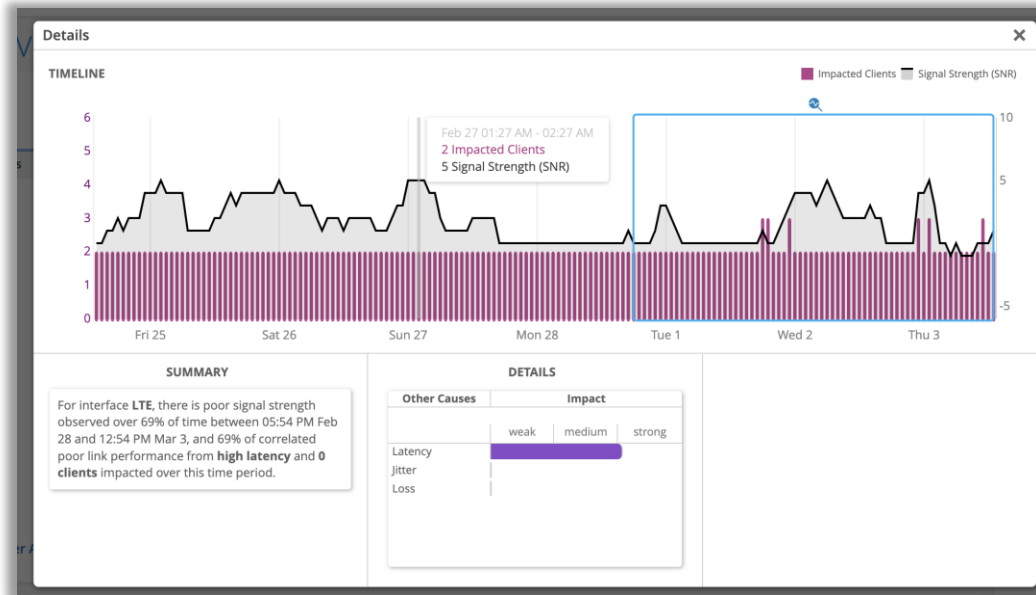 Details
TIMELINE
Impacted Clients Signal Strength (SNR)
6
5
4
3
2
1
0
10
5
-5
Feb 27 01:27 AM - 02:27 AM
2 Impacted Clients
5 Signal Strength (SNR)
Fri 25 Sat 26 Sun 27 Mon 28 Tue 1 Wed 2 Thu 3
SUMMARY
For interface LTE, there is poor signal strength
observed over 69% of time between 05:54 PM Feb
28 and 12:54 PM Mar 3, and 69% of correlated
poor link performance from high latency and 0
clients impacted over this time period.
DETAILS
Other Causes Impact
weak medium strong
Latency
Jitter
Loss